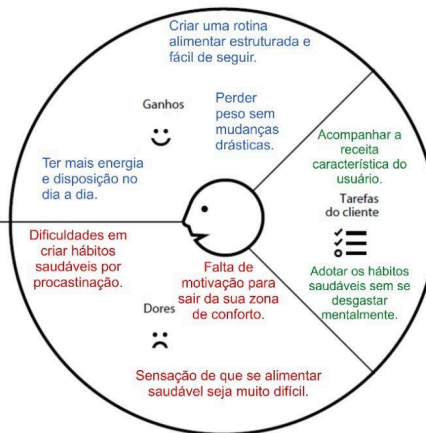 Criar uma rotina
alimentar estruturada e
fácil de seguir.
Ganhos
Perder
peso sem
mudanças
drásticas.
Ter mais energia
e disposição no
dia a dia.
Acompanhar a
receita
característica do
usuário.
Tarefas
do cliente
Adotar os hábitos
saudáveis sem se
desgastar
mentalmente.
Dificuldades em
criar hábitos
saudáveis por
procastinação.
Falta de
motivação para
sair da sua zona
de conforto.
Dores
Sensação de que se alimentar
saudável seja muito difícil.